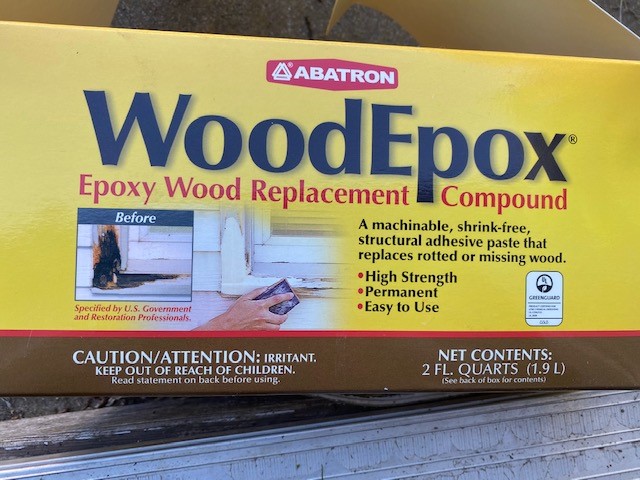 ABATRON
WoodEpox®
Epoxy Wood Replacement Compound
Before
A machinable, shrink-free,
structural adhesive paste that
replaces rotted or missing wood.
•High Strength
•Permanent
•Easy to Use
Specified by U.S. Government
and Restoration Professionals.
GREENGUARD
CAUTION/ATTENTION: IRRITANT.
KEEP OUT OF REACH OF CHILDREN.
Read statement on back before using.
NET CONTENTS:
2 FL. QUARTS (1.9 L)
(See back of box for contents)